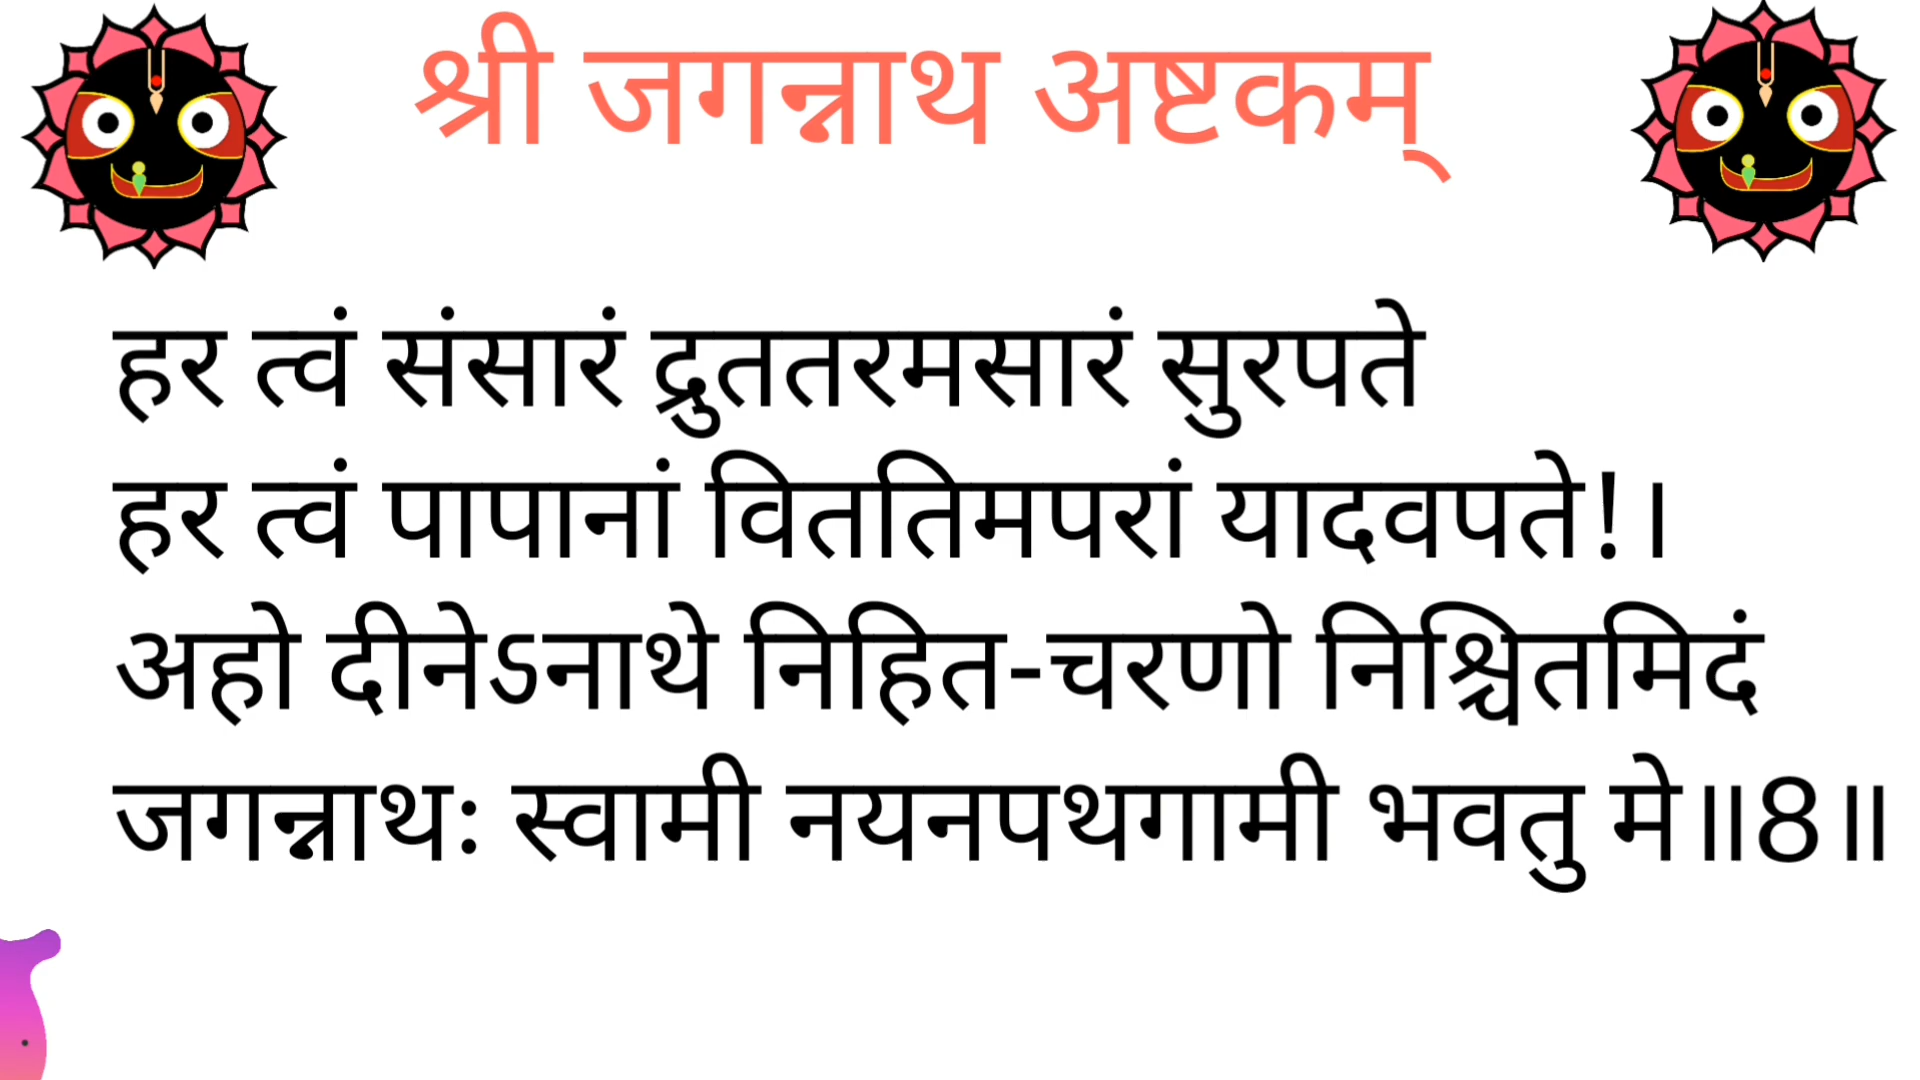 श्री जगन्नाथ अष्टकम्
हर त्वं संसारं द्रुततरमसारं सुरपते
हर त्वं पापानां विततिमपरां यादवपते!।
अहो दीनेऽनाथे निहित-चरणो निश्चितमिदं
जगन्नाथः स्वामी नयनपथगामी भवतु मे॥8॥